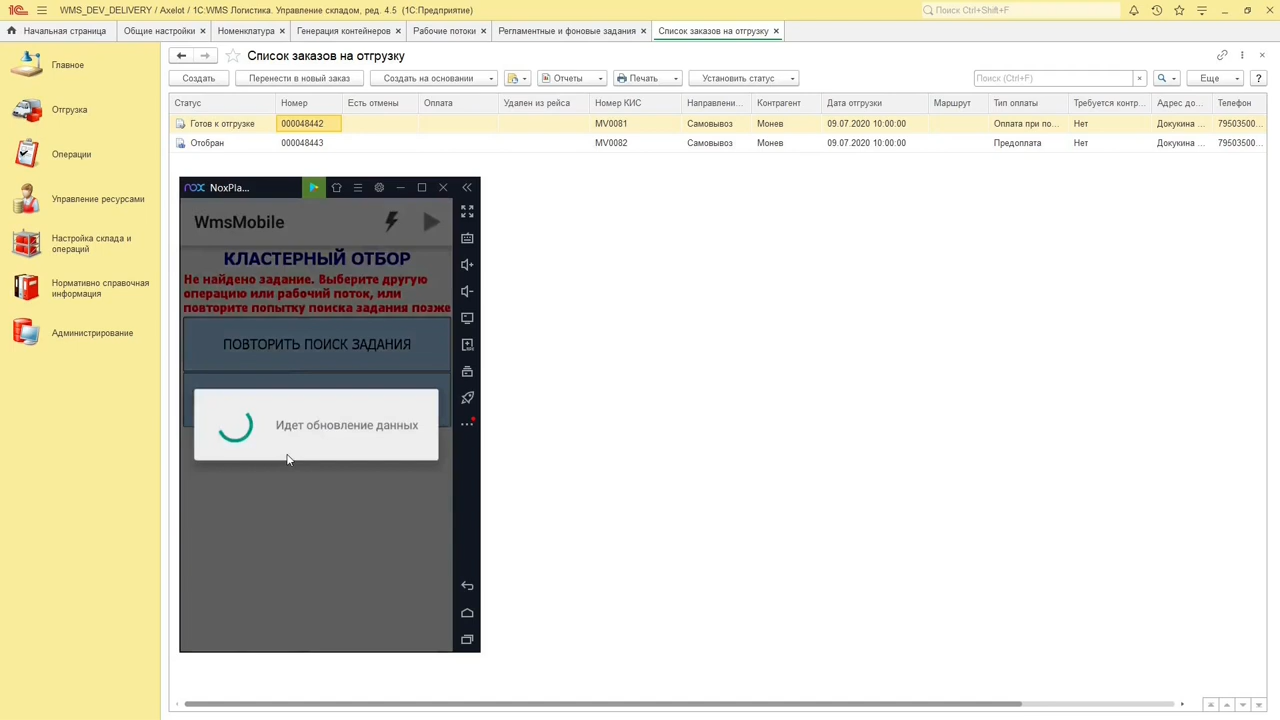 WMS_DEV_DELIVERY / Axelot / 1С:WMS Логистика. Управление складом, ред. 4.5 (1С:Предприятие)
Поиск Ctrl+Shift+F
Начальная страница
Общие настройки ×
Номенклатура ×
Генерация контейнеров ×
Рабочие потоки ×
Регламентные и фоновые задания ×
Список заказов на отгрузку ×
Главное
Отгрузка
Операции
Управление ресурсами
Настройка склада и
операций
Нормативно справочная
информация
Администрирование
Список заказов на отгрузку
Создать Перенести в новый заказ Создать на основании Отчеты Печать Установить статус Поиск (Ctrl+F) × Еще ?
Статус Номер Есть отмены Оплата Удален из рейса Номер КИС Направлени... Контрагент Дата отгрузки Маршрут Тип оплаты Требуется контр... Адрес до... Телефон
Готов к отгрузке 000048442 MV0081 Самовывоз Монев 09.07.2020 10:00:00 Оплата при по... Нет Докукина ... 79503500...
Отобран 000048443 MV0082 Самовывоз Монев 09.07.2020 10:00:00 Предоплата Нет Докукина ... 79503500...
nox NoxPla...
WmsMobile
КЛАСТЕРНЫЙ ОТБОР
Не найдено задание. Выберите другую
операцию или рабочий поток, или
повторите попытку поиска задания позже
ПОВТОРИТЬ ПОИСК ЗАДАНИЯ
Идет обновление данных